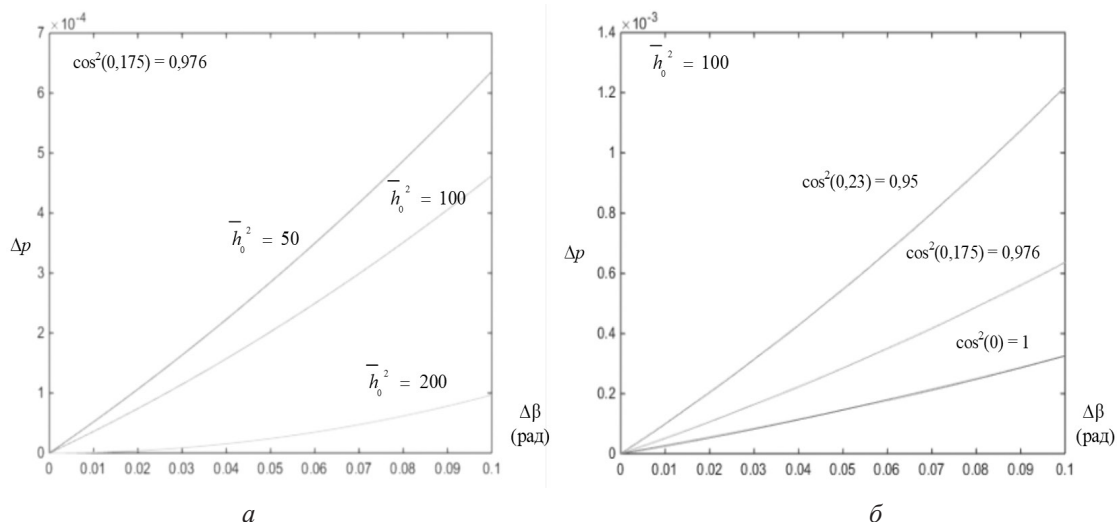 ×10⁻⁴
7
6
5
4
3
2
1
0
Δp
cos²(0,175) = 0,976
h̅₀² = 50
h̅₀² = 100
h̅₀² = 200
Δβ
(рад)
0 0.01 0.02 0.03 0.04 0.05 0.06 0.07 0.08 0.09 0.1
а
×10⁻³
1.4
1.2
1
0.8
0.6
0.4
0.2
0
Δp
h̅₀² = 100
cos²(0,23) = 0,95
cos²(0,175) = 0,976
cos²(0) = 1
Δβ
(рад)
0 0.01 0.02 0.03 0.04 0.05 0.06 0.07 0.08 0.09 0.1
б